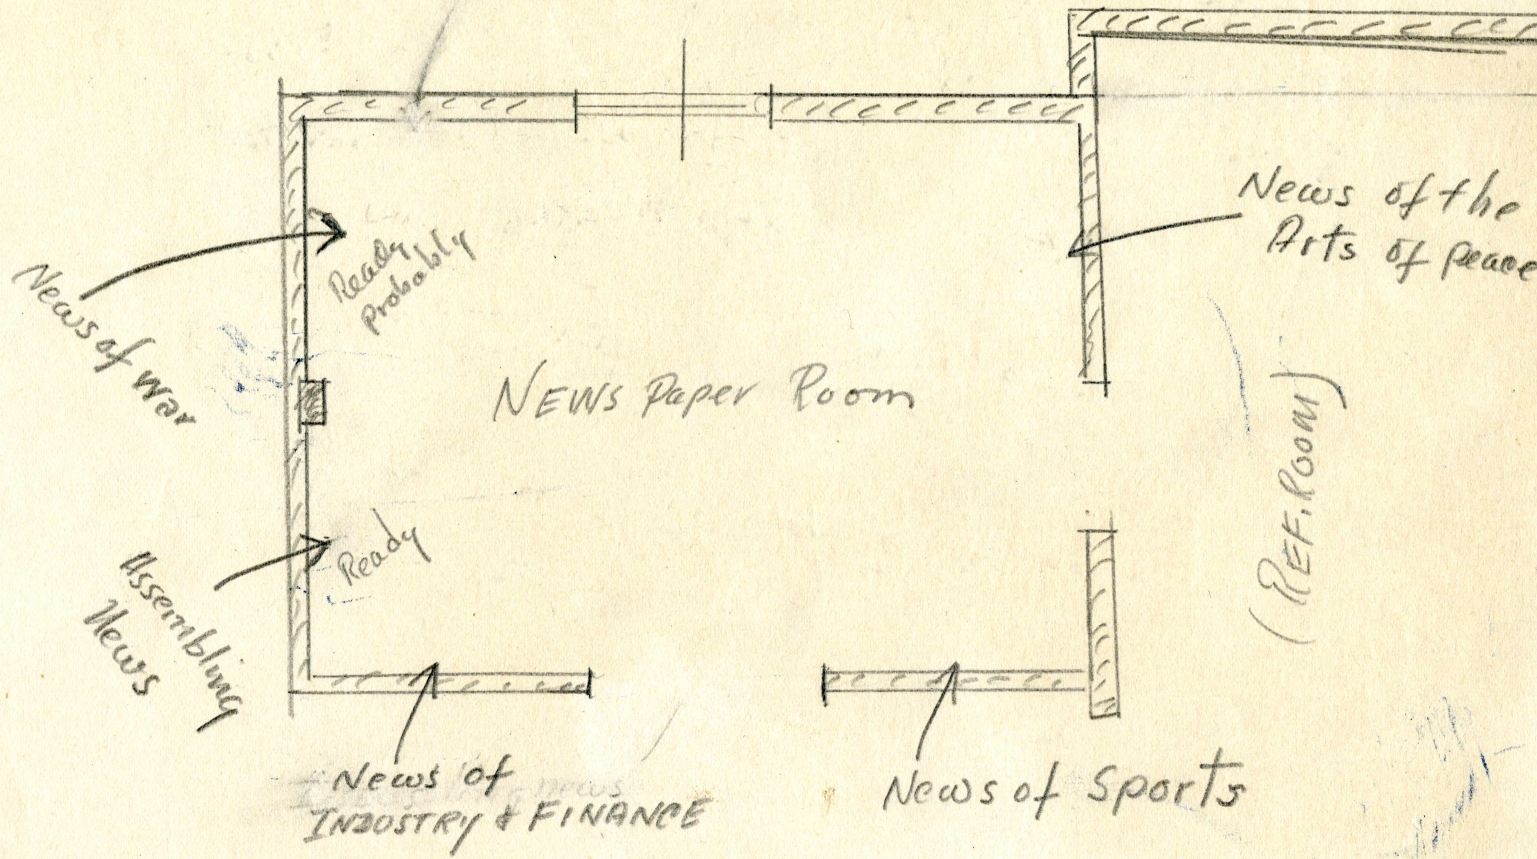 News of the
Arts of peace
Ready
Probably
News of war
NEWS Paper Room
(REF. ROOM)
Ready
Assembling
News
News of
INDUSTRY & FINANCE
News of Sports